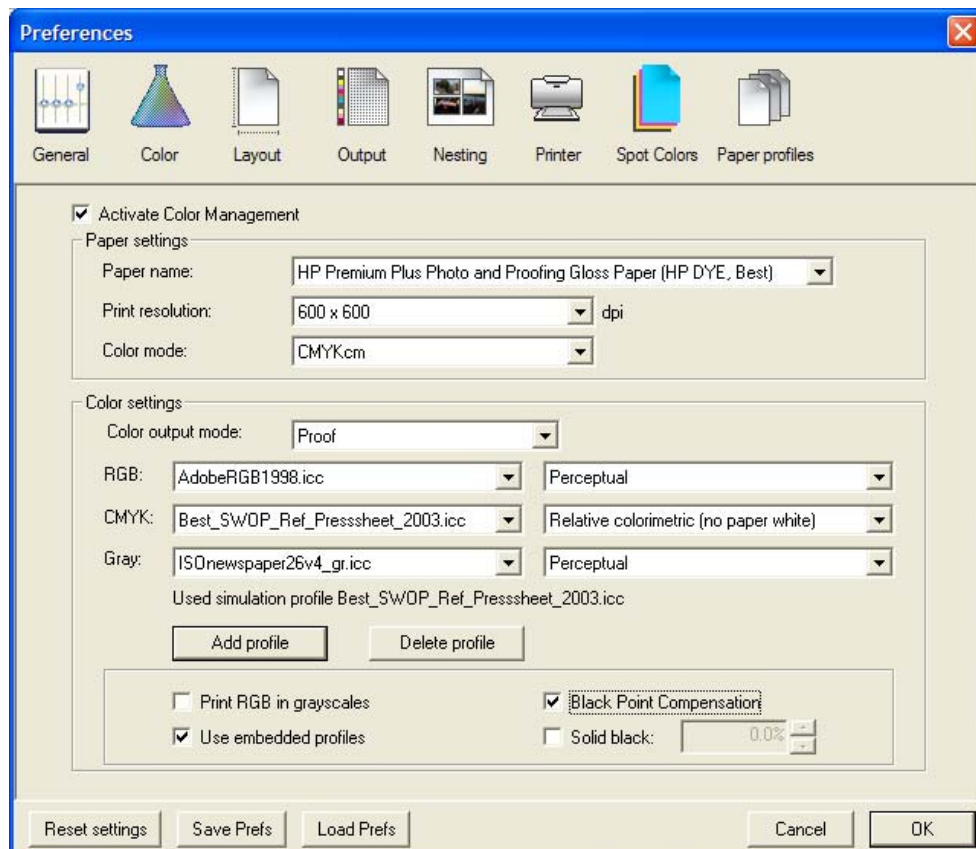 Preferences
General Color Layout Output Nesting Printer Spot Colors Paper profiles
Activate Color Management
Paper settings
Paper name: HP Premium Plus Photo and Proofing Gloss Paper (HP DYE, Best)
Print resolution: 600 x 600 dpi
Color mode: CMYKcm
Color settings
Color output mode: Proof
RGB: AdobeRGB1998.icc Perceptual
CMYK: Best_SWOP_Ref_Presssheet_2003.icc Relative colorimetric (no paper white)
Gray: ISOnewspaper26v4_gr.icc Perceptual
Used simulation profile Best_SWOP_Ref_Presssheet_2003.icc
Add profile Delete profile
Print RGB in grayscales Black Point Compensation
Use embedded profiles Solid black: 0.0%
Reset settings Save Prefs Load Prefs Cancel OK